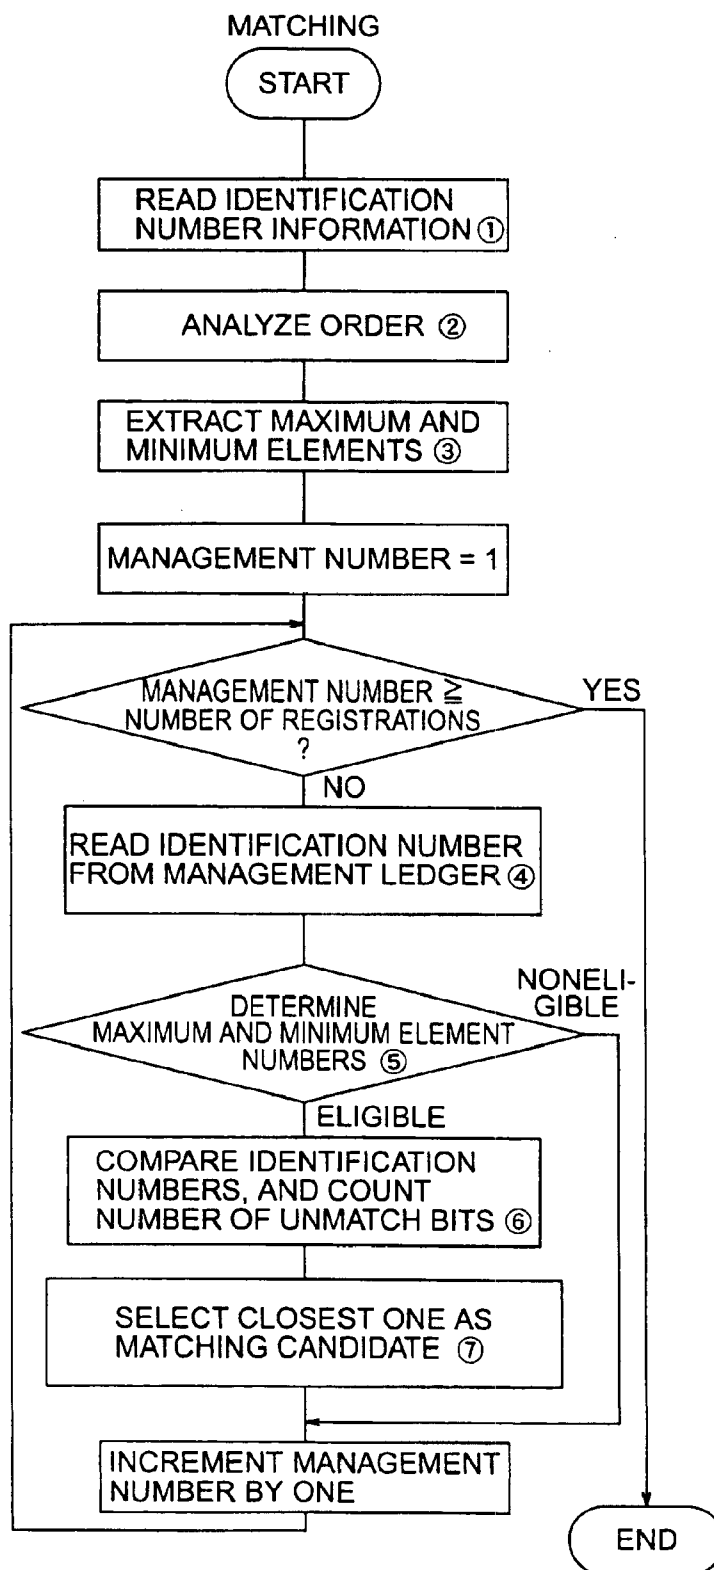 MATCHING
START
READ IDENTIFICATION
NUMBER INFORMATION ①
ANALYZE ORDER ②
EXTRACT MAXIMUM AND
MINIMUM ELEMENTS ③
MANAGEMENT NUMBER = 1
MANAGEMENT NUMBER ≧
NUMBER OF REGISTRATIONS
?
YES
NO
READ IDENTIFICATION NUMBER
FROM MANAGEMENT LEDGER ④
DETERMINE
MAXIMUM AND MINIMUM ELEMENT
NUMBERS ⑤
NONELI-
GIBLE
ELIGIBLE
COMPARE IDENTIFICATION
NUMBERS, AND COUNT
NUMBER OF UNMATCH BITS ⑥
SELECT CLOSEST ONE AS
MATCHING CANDIDATE ⑦
INCREMENT MANAGEMENT
NUMBER BY ONE
END